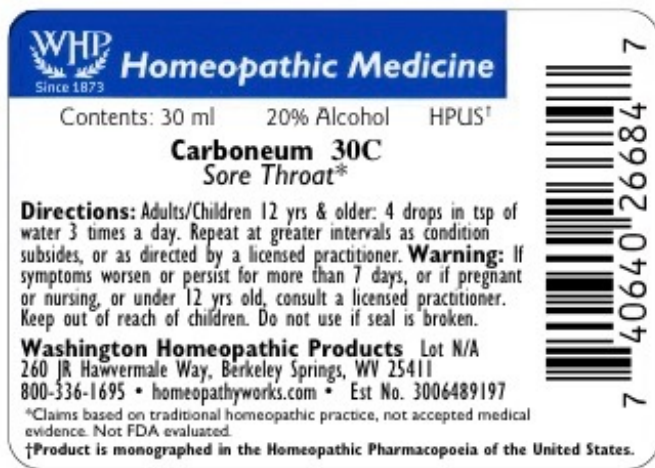 WHP
Since 1873
Homeopathic Medicine
Contents: 30 ml 20% Alcohol HPUS†
Carboneum 30C
Sore Throat*
Directions: Adults/Children 12 yrs & older: 4 drops in tsp of
water 3 times a day. Repeat at greater intervals as condition
subsides, or as directed by a licensed practitioner. Warning: If
symptoms worsen or persist for more than 7 days, or if pregnant
or nursing, or under 12 yrs old, consult a licensed practitioner.
Keep out of reach of children. Do not use if seal is broken.
Washington Homeopathic Products Lot N/A
260 JR Hawvermale Way, Berkeley Springs, WV 25411
800-336-1695 • homeopathyworks.com • Est No. 3006489197
*Claims based on traditional homeopathic practice, not accepted medical
evidence. Not FDA evaluated.
†Product is monographed in the Homeopathic Pharmacopoeia of the United States.
7 40640 26684 7